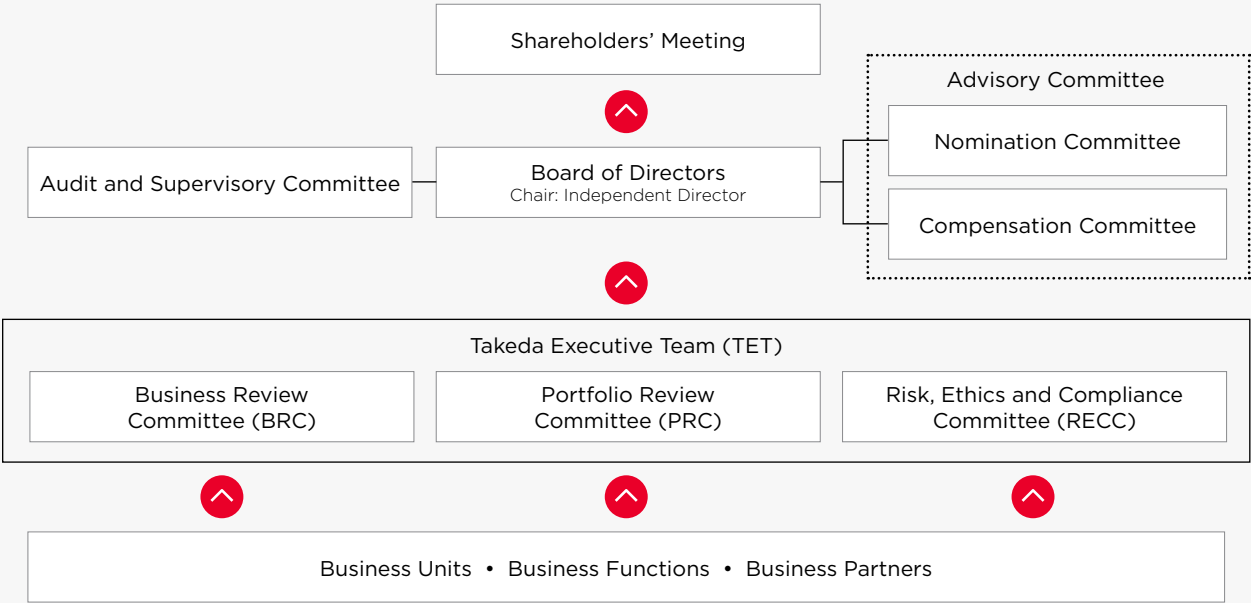 Shareholders’ Meeting
Advisory Committee
Nomination Committee
Audit and Supervisory Committee
Board of Directors
Chair: Independent Director
Compensation Committee
Takeda Executive Team (TET)
Business Review
Committee (BRC)
Portfolio Review
Committee (PRC)
Risk, Ethics and Compliance
Committee (RECC)
Business Units • Business Functions • Business Partners